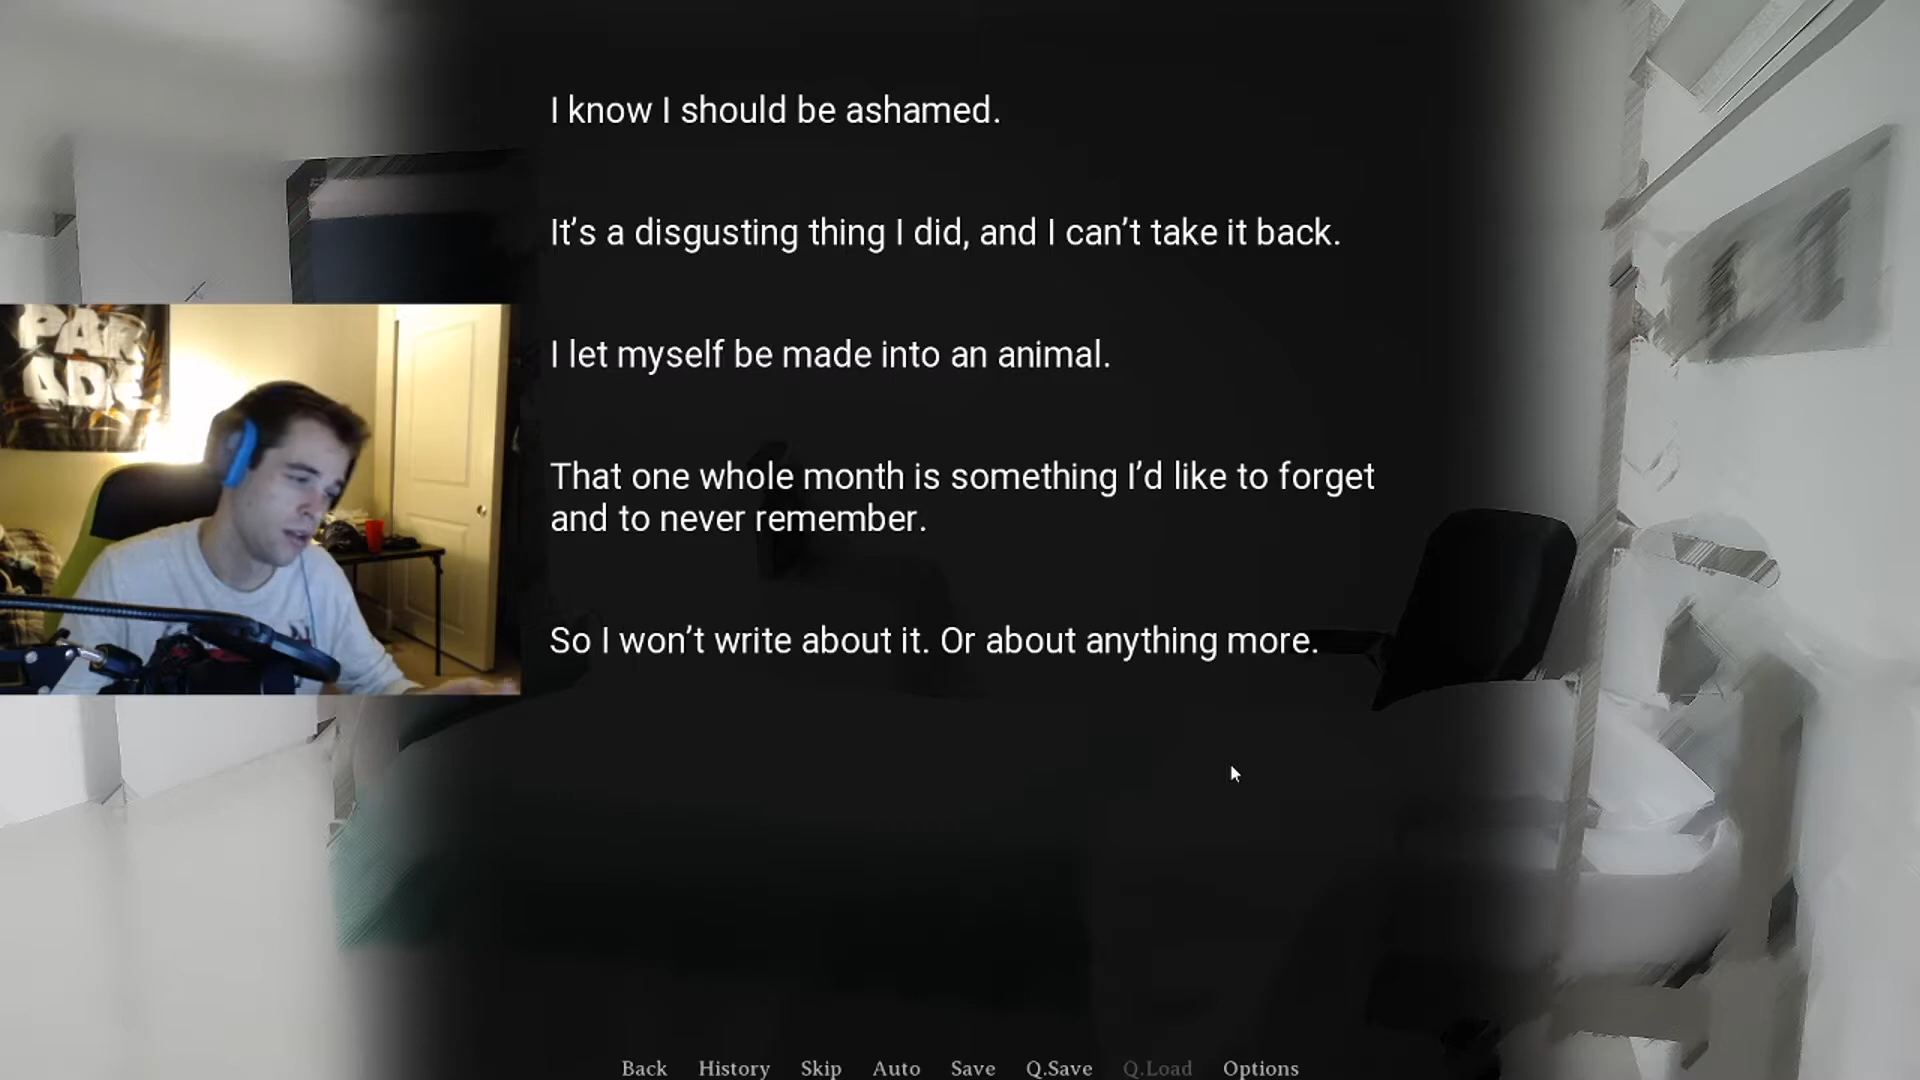 I know I should be ashamed.
It’s a disgusting thing I did, and I can’t take it back.
I let myself be made into an animal.
That one whole month is something I’d like to forget
and to never remember.
So I won’t write about it. Or about anything more.
PAR
ADE
Back History Skip Auto Save Q.Save Q.Load Options